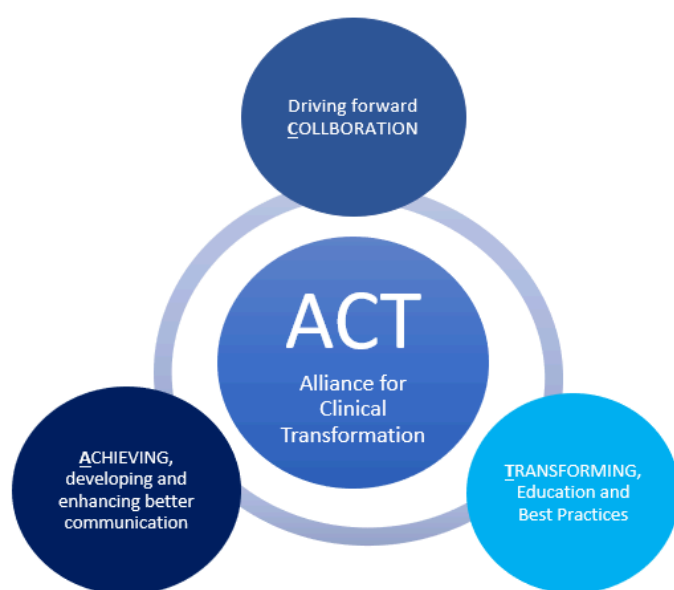 Driving forward
COLLBORATION
ACT
Alliance for
Clinical
Transformation
ACHIEVING,
developing and
enhancing better
communication
TRANSFORMING,
Education and
Best Practices